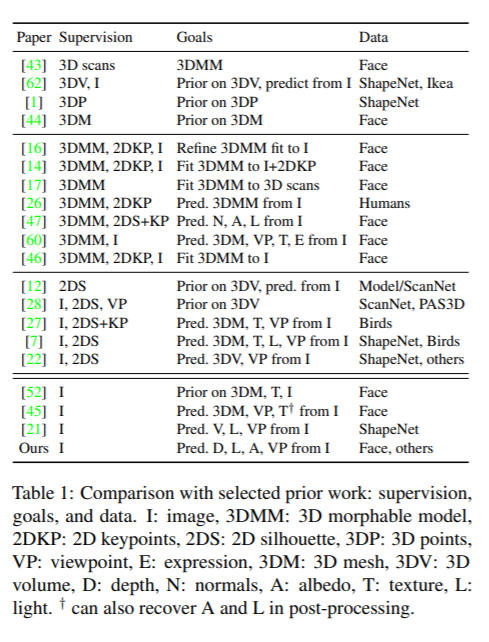 Paper Supervision Goals Data
[43] 3D scans 3DMM Face
[62] 3DV, I Prior on 3DV, predict from I ShapeNet, Ikea
[1] 3DP Prior on 3DP ShapeNet
[44] 3DM Prior on 3DM Face
[16] 3DMM, 2DKP, I Refine 3DMM fit to I Face
[14] 3DMM, 2DKP, I Fit 3DMM to I+2DKP Face
[17] 3DMM Fit 3DMM to 3D scans Face
[26] 3DMM, 2DKP Pred. 3DMM from I Humans
[47] 3DMM, 2DS+KP Pred. N, A, L from I Face
[60] 3DMM, I Pred. 3DM, VP, T, E from I Face
[46] 3DMM, 2DKP, I Fit 3DMM to I Face
[12] 2DS Prior on 3DV, pred. from I Model/ScanNet
[28] I, 2DS, VP Prior on 3DV ScanNet, PAS3D
[27] I, 2DS+KP Pred. 3DM, T, VP from I Birds
[7] I, 2DS Pred. 3DM, T, L, VP from I ShapeNet, Birds
[22] I, 2DS Pred. 3DV, VP from I ShapeNet, others
[52] I Prior on 3DM, T, I Face
[45] I Pred. 3DM, VP, T† from I Face
[21] I Pred. V, L, VP from I ShapeNet
Ours I Pred. D, L, A, VP from I Face, others
Table 1: Comparison with selected prior work: supervision,
goals, and data. I: image, 3DMM: 3D morphable model,
2DKP: 2D keypoints, 2DS: 2D silhouette, 3DP: 3D points,
VP: viewpoint, E: expression, 3DM: 3D mesh, 3DV: 3D
volume, D: depth, N: normals, A: albedo, T: texture, L:
light. † can also recover A and L in post-processing.